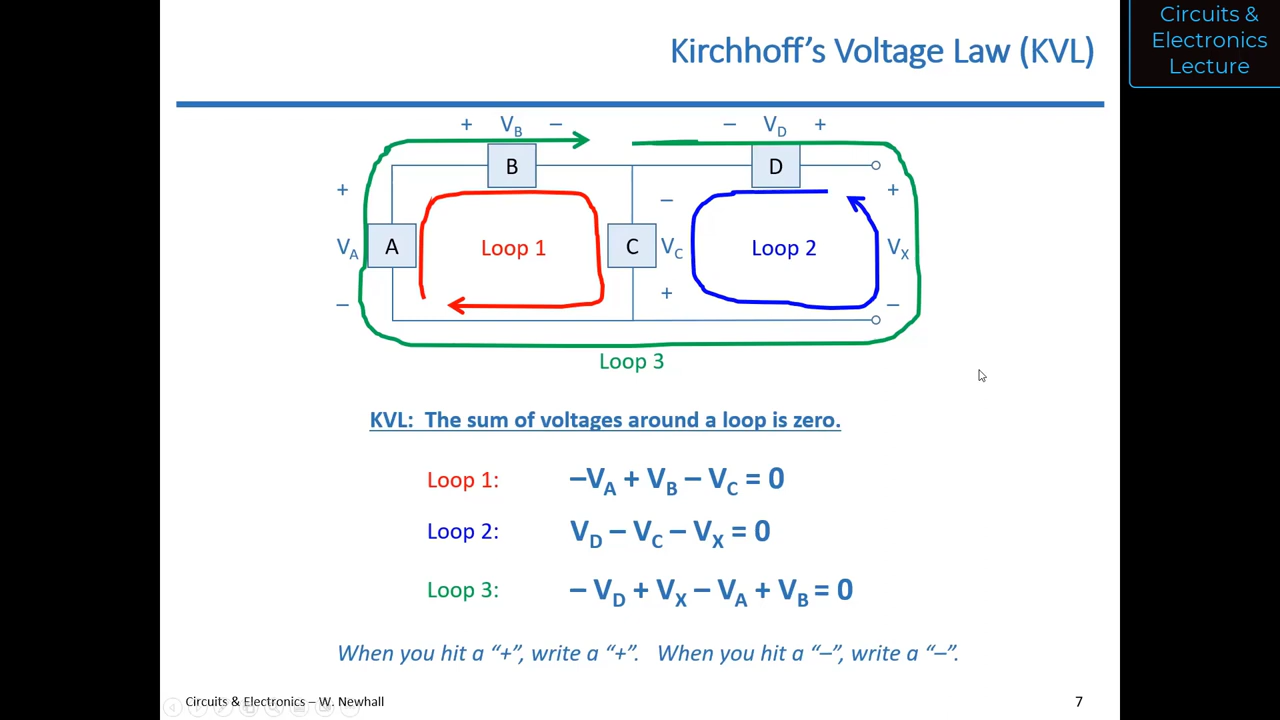 Circuits &
Electronics
Lecture
Kirchhoff's Voltage Law (KVL)
+ V_B –
– V_D +
B
D
+
–
+
V_A
A
Loop 1
C
V_C
Loop 2
V_X
–
+
–
Loop 3
KVL: The sum of voltages around a loop is zero.
Loop 1: –V_A + V_B – V_C = 0
Loop 2: V_D – V_C – V_X = 0
Loop 3: – V_D + V_X – V_A + V_B = 0
When you hit a “+”, write a “+”. When you hit a “–”, write a “–”.
Circuits & Electronics – W. Newhall
7